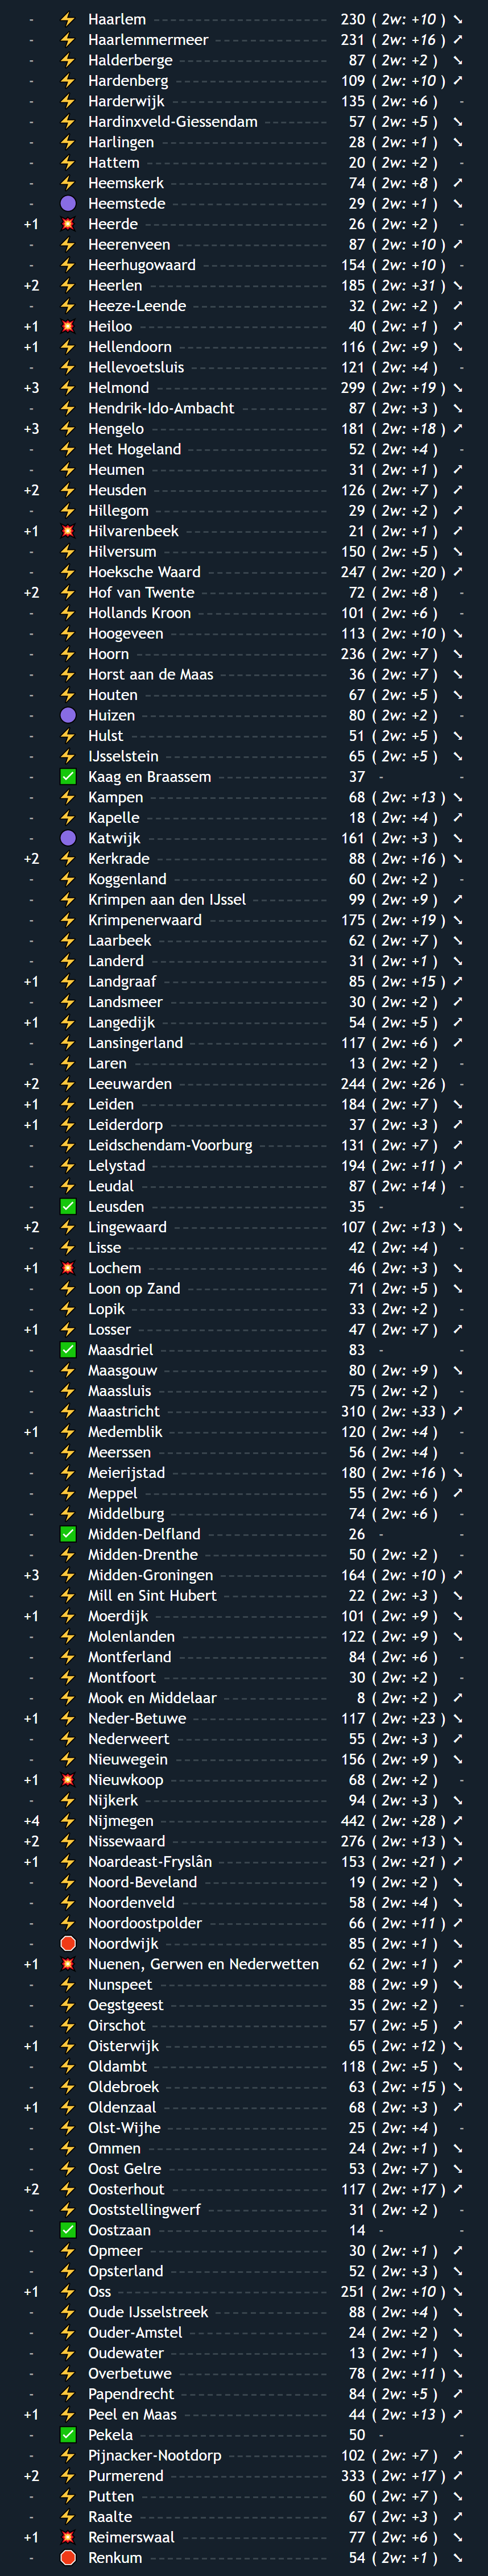 - ⚡ Haarlem 230 ( 2w: +10 ) ➘
- ⚡ Haarlemmermeer 231 ( 2w: +16 ) ➚
- ⚡ Halderberge 87 ( 2w: +2 ) ➘
- ⚡ Hardenberg 109 ( 2w: +10 ) ➚
- ⚡ Harderwijk 135 ( 2w: +6 ) -
- ⚡ Hardinxveld-Giessendam 57 ( 2w: +5 ) ➘
- ⚡ Harlingen 28 ( 2w: +1 ) ➘
- ⚡ Hattem 20 ( 2w: +2 ) -
- ⚡ Heemskerk 74 ( 2w: +8 ) ➚
- 🟣 Heemstede 29 ( 2w: +1 ) ➘
+1 💥 Heerde 26 ( 2w: +2 ) -
- ⚡ Heerenveen 87 ( 2w: +10 ) ➚
- ⚡ Heerhugowaard 154 ( 2w: +10 ) -
+2 ⚡ Heerlen 185 ( 2w: +31 ) ➘
- ⚡ Heeze-Leende 32 ( 2w: +2 ) ➚
+1 💥 Heiloo 40 ( 2w: +1 ) ➚
+1 ⚡ Hellendoorn 116 ( 2w: +9 ) ➘
- ⚡ Hellevoetsluis 121 ( 2w: +4 ) -
+3 ⚡ Helmond 299 ( 2w: +19 ) ➘
- ⚡ Hendrik-Ido-Ambacht 87 ( 2w: +3 ) ➘
+3 ⚡ Hengelo 181 ( 2w: +18 ) ➚
- ⚡ Het Hogeland 52 ( 2w: +4 ) -
- ⚡ Heumen 31 ( 2w: +1 ) ➚
+2 ⚡ Heusden 126 ( 2w: +7 ) ➚
- ⚡ Hillegom 29 ( 2w: +2 ) ➚
+1 💥 Hilvarenbeek 21 ( 2w: +1 ) ➚
- ⚡ Hilversum 150 ( 2w: +5 ) ➘
- ⚡ Hoeksche Waard 247 ( 2w: +20 ) ➚
+2 ⚡ Hof van Twente 72 ( 2w: +8 ) -
- ⚡ Hollands Kroon 101 ( 2w: +6 ) -
- ⚡ Hoogeveen 113 ( 2w: +10 ) ➘
- ⚡ Hoorn 236 ( 2w: +7 ) ➘
- ⚡ Horst aan de Maas 36 ( 2w: +7 ) ➘
- ⚡ Houten 67 ( 2w: +5 ) ➘
- 🟣 Huizen 80 ( 2w: +2 ) -
- ⚡ Hulst 51 ( 2w: +5 ) ➘
- ⚡ IJsselstein 65 ( 2w: +5 ) ➘
- ✅ Kaag en Braassem 37 - -
- ⚡ Kampen 68 ( 2w: +13 ) ➘
- ⚡ Kapelle 18 ( 2w: +4 ) ➚
- 🟣 Katwijk 161 ( 2w: +3 ) ➘
+2 ⚡ Kerkrade 88 ( 2w: +16 ) ➘
- ⚡ Koggenland 60 ( 2w: +2 ) -
- ⚡ Krimpen aan den IJssel 99 ( 2w: +9 ) ➚
- ⚡ Krimpenerwaard 175 ( 2w: +19 ) ➘
- ⚡ Laarbeek 62 ( 2w: +7 ) ➘
- ⚡ Landerd 31 ( 2w: +1 ) ➘
+1 ⚡ Landgraaf 85 ( 2w: +15 ) ➚
- ⚡ Landsmeer 30 ( 2w: +2 ) ➚
+1 ⚡ Langedijk 54 ( 2w: +5 ) ➚
- ⚡ Lansingerland 117 ( 2w: +6 ) ➚
- ⚡ Laren 13 ( 2w: +2 ) -
+2 ⚡ Leeuwarden 244 ( 2w: +26 ) -
+1 ⚡ Leiden 184 ( 2w: +7 ) ➘
+1 ⚡ Leiderdorp 37 ( 2w: +3 ) ➚
- ⚡ Leidschendam-Voorburg 131 ( 2w: +7 ) ➚
- ⚡ Lelystad 194 ( 2w: +11 ) ➚
- ⚡ Leudal 87 ( 2w: +14 ) -
- ✅ Leusden 35 - -
+2 ⚡ Lingewaard 107 ( 2w: +13 ) ➘
- ⚡ Lisse 42 ( 2w: +4 ) -
+1 💥 Lochem 46 ( 2w: +3 ) ➘
- ⚡ Loon op Zand 71 ( 2w: +5 ) ➘
- ⚡ Lopik 33 ( 2w: +2 ) -
+1 ⚡ Losser 47 ( 2w: +7 ) ➚
- ✅ Maasdriel 83 - -
- ⚡ Maasgouw 80 ( 2w: +9 ) ➘
- ⚡ Maassluis 75 ( 2w: +2 ) -
- ⚡ Maastricht 310 ( 2w: +33 ) ➚
+1 ⚡ Medemblik 120 ( 2w: +4 ) -
- ⚡ Meerssen 56 ( 2w: +4 ) -
- ⚡ Meierijstad 180 ( 2w: +16 ) ➘
- ⚡ Meppel 55 ( 2w: +6 ) ➚
- ⚡ Middelburg 74 ( 2w: +6 ) -
- ✅ Midden-Delfland 26 - -
- ⚡ Midden-Drenthe 50 ( 2w: +2 ) -
+3 ⚡ Midden-Groningen 164 ( 2w: +10 ) ➚
- ⚡ Mill en Sint Hubert 22 ( 2w: +3 ) ➘
+1 ⚡ Moerdijk 101 ( 2w: +9 ) ➘
- ⚡ Molenlanden 122 ( 2w: +9 ) ➘
- ⚡ Montferland 84 ( 2w: +6 ) -
- ⚡ Montfoort 30 ( 2w: +2 ) -
- ⚡ Mook en Middelaar 8 ( 2w: +2 ) ➚
+1 ⚡ Neder-Betuwe 117 ( 2w: +23 ) ➘
- ⚡ Nederweert 55 ( 2w: +3 ) ➚
- ⚡ Nieuwegein 156 ( 2w: +9 ) ➘
+1 💥 Nieuwkoop 68 ( 2w: +2 ) -
- ⚡ Nijkerk 94 ( 2w: +3 ) ➘
+4 ⚡ Nijmegen 442 ( 2w: +28 ) ➚
+2 ⚡ Nissewaard 276 ( 2w: +13 ) ➘
+1 ⚡ Noardeast-Fryslân 153 ( 2w: +21 ) ➚
- ⚡ Noord-Beveland 19 ( 2w: +2 ) ➘
- ⚡ Noordenveld 58 ( 2w: +4 ) ➘
- ⚡ Noordoostpolder 66 ( 2w: +11 ) ➚
- 🛑 Noordwijk 85 ( 2w: +1 ) ➘
+1 💥 Nuenen, Gerwen en Nederwetten 62 ( 2w: +1 ) ➚
- ⚡ Nunspeet 88 ( 2w: +9 ) ➘
- ⚡ Oegstgeest 35 ( 2w: +2 ) -
- ⚡ Oirschot 57 ( 2w: +5 ) ➚
+1 ⚡ Oisterwijk 65 ( 2w: +12 ) ➘
- ⚡ Oldambt 118 ( 2w: +5 ) ➘
- ⚡ Oldebroek 63 ( 2w: +15 ) ➘
+1 ⚡ Oldenzaal 68 ( 2w: +3 ) ➚
- ⚡ Olst-Wijhe 25 ( 2w: +4 ) -
- ⚡ Ommen 24 ( 2w: +1 ) ➘
- ⚡ Oost Gelre 53 ( 2w: +7 ) ➘
+2 ⚡ Oosterhout 117 ( 2w: +17 ) ➚
- ⚡ Ooststellingwerf 31 ( 2w: +2 ) -
- ✅ Oostzaan 14 - -
- ⚡ Opmeer 30 ( 2w: +1 ) ➚
- ⚡ Opsterland 52 ( 2w: +3 ) ➘
+1 ⚡ Oss 251 ( 2w: +10 ) ➘
- ⚡ Oude IJsselstreek 88 ( 2w: +4 ) ➘
- ⚡ Ouder-Amstel 24 ( 2w: +2 ) ➘
- ⚡ Oudewater 13 ( 2w: +1 ) ➘
- ⚡ Overbetuwe 78 ( 2w: +11 ) ➘
- ⚡ Papendrecht 84 ( 2w: +5 ) ➚
+1 ⚡ Peel en Maas 44 ( 2w: +13 ) ➚
- ✅ Pekela 50 - -
- ⚡ Pijnacker-Nootdorp 102 ( 2w: +7 ) ➚
+2 ⚡ Purmerend 333 ( 2w: +17 ) ➚
- ⚡ Putten 60 ( 2w: +7 ) ➘
- ⚡ Raalte 67 ( 2w: +3 ) ➚
+1 💥 Reimerswaal 77 ( 2w: +6 ) ➘
- 🛑 Renkum 54 ( 2w: +1 ) ➘